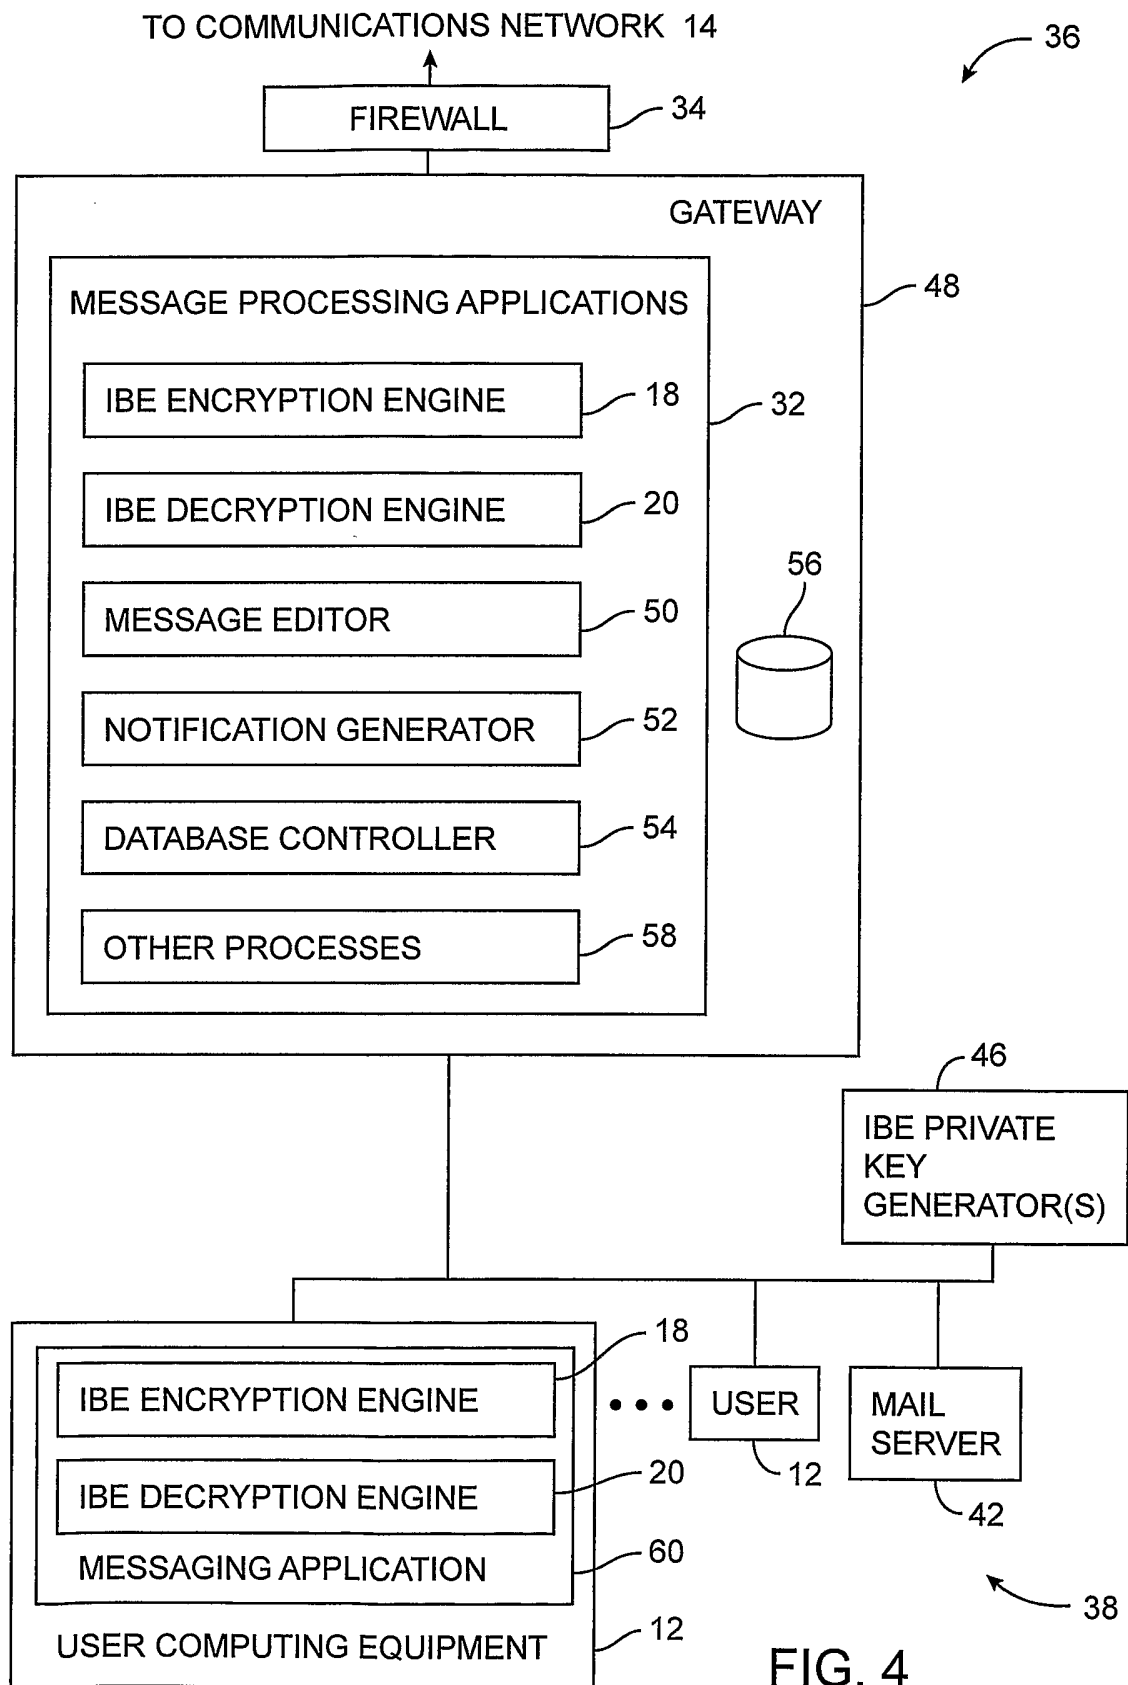 TO COMMUNICATIONS NETWORK 14
36
FIREWALL
34
GATEWAY
48
MESSAGE PROCESSING APPLICATIONS
32
IBE ENCRYPTION ENGINE
18
IBE DECRYPTION ENGINE
20
56
MESSAGE EDITOR
50
NOTIFICATION GENERATOR
52
DATABASE CONTROLLER
54
OTHER PROCESSES
58
46
IBE PRIVATE
KEY
GENERATOR(S)
18
IBE ENCRYPTION ENGINE
IBE DECRYPTION ENGINE
20
MESSAGING APPLICATION
60
USER COMPUTING EQUIPMENT
12
USER
12
MAIL
SERVER
42
38
FIG. 4